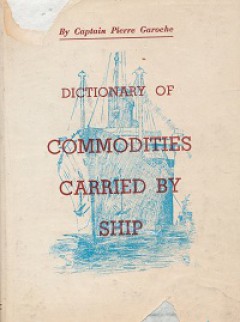 By Captain Pierre Garoche
DICTIONARY OF
COMMODITIES
CARRIED BY
SHIP